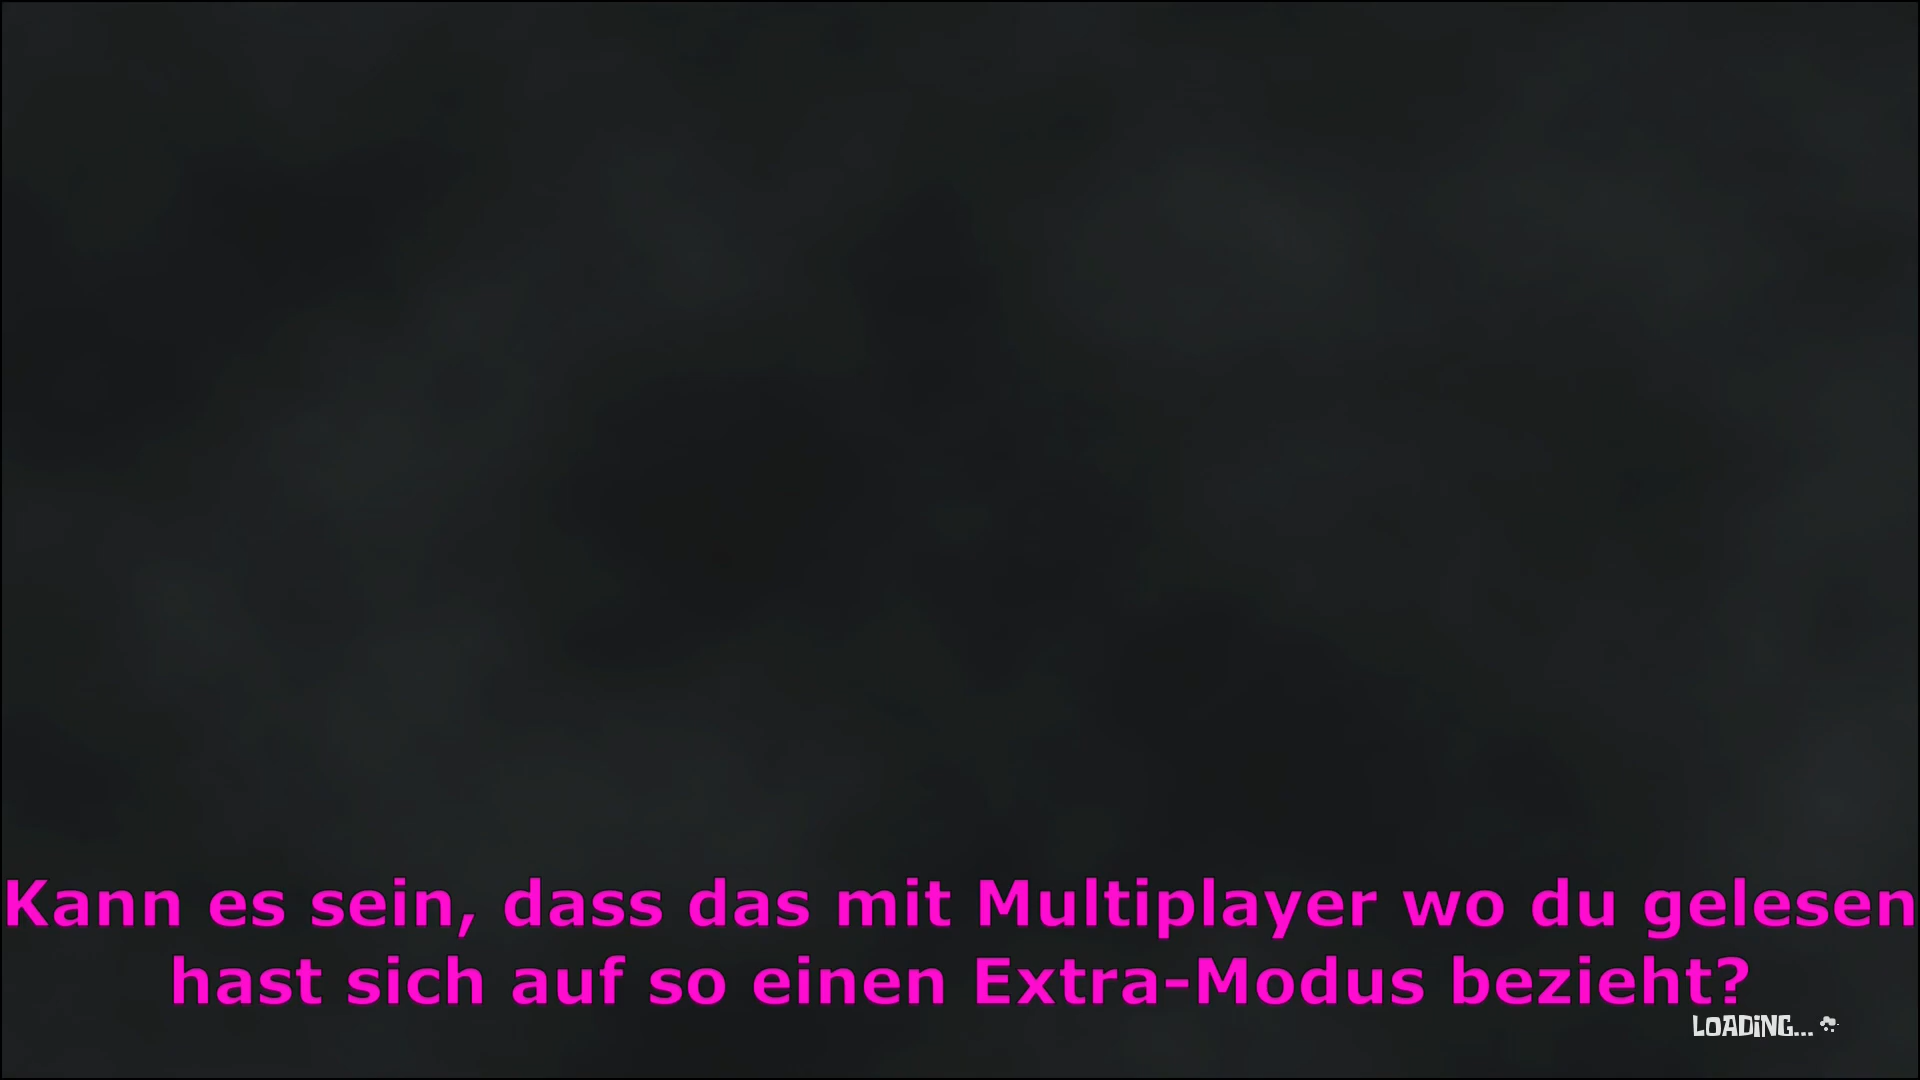 Kann es sein, dass das mit Multiplayer wo du gelesen
hast sich auf so einen Extra-Modus bezieht?
LOADiNG...